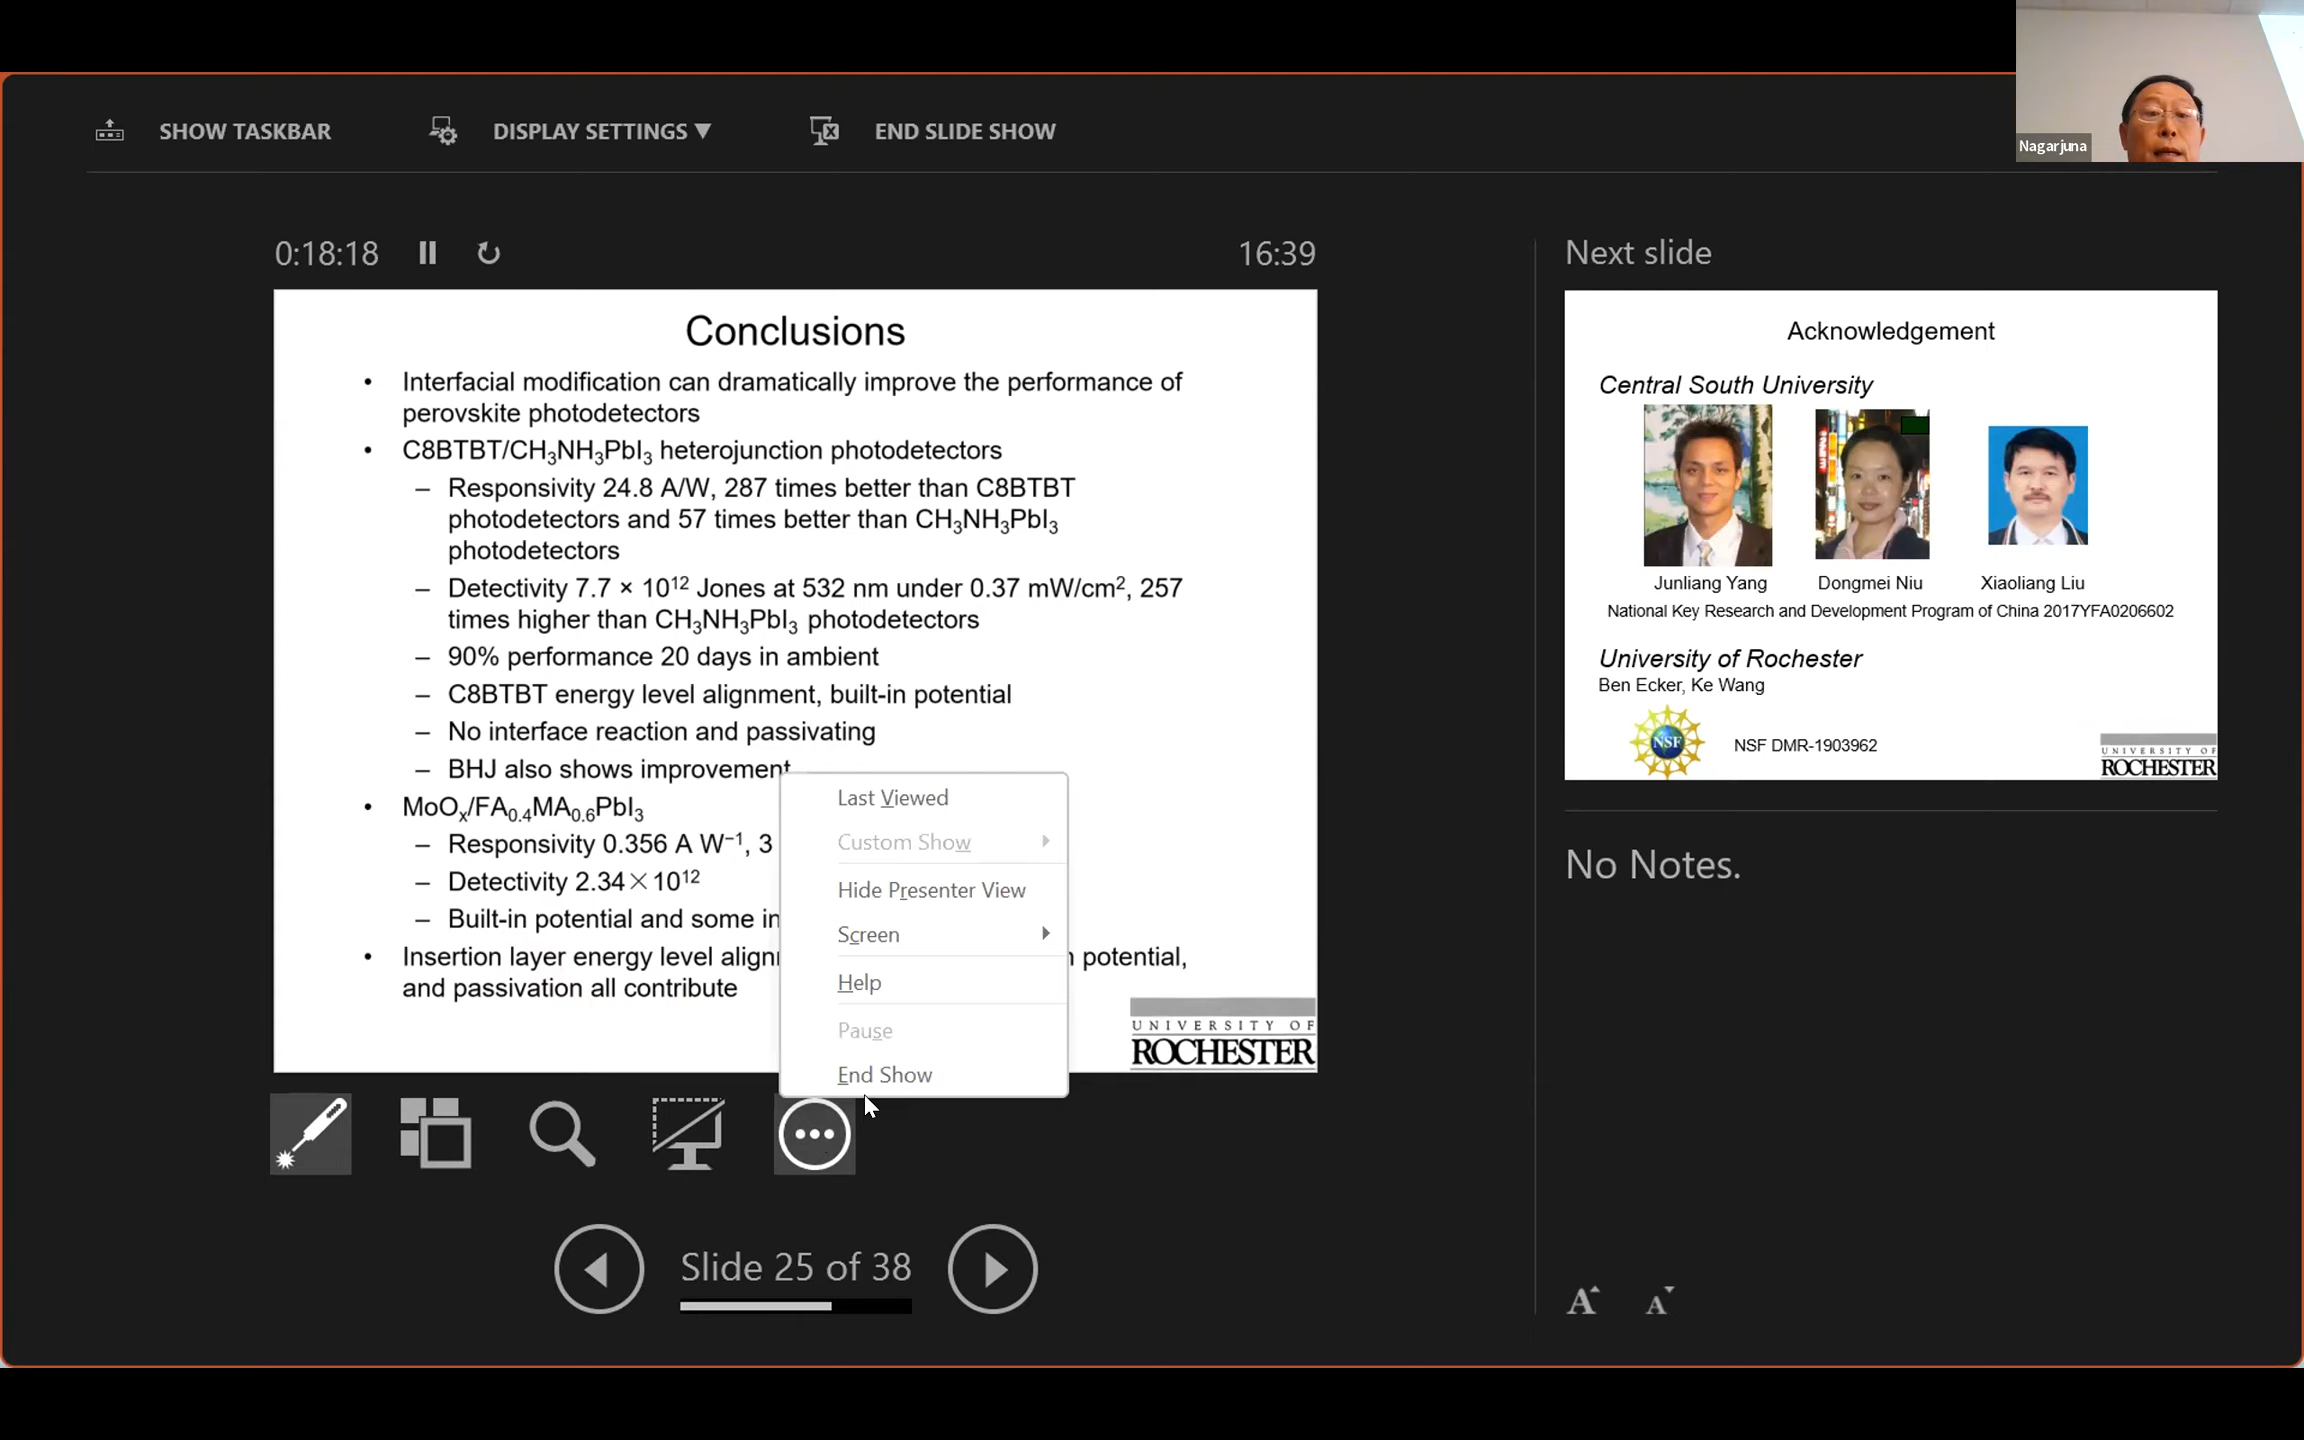 Nagarjuna
SHOW TASKBAR
DISPLAY SETTINGS ▼
END SLIDE SHOW
0:18:18
16:39
Conclusions
• Interfacial modification can dramatically improve the performance of
perovskite photodetectors
• C8BTBT/CH₃NH₃PbI₃ heterojunction photodetectors
– Responsivity 24.8 A/W, 287 times better than C8BTBT
photodetectors and 57 times better than CH₃NH₃PbI₃
photodetectors
– Detectivity 7.7 × 10¹² Jones at 532 nm under 0.37 mW/cm², 257
times higher than CH₃NH₃PbI₃ photodetectors
– 90% performance 20 days in ambient
– C8BTBT energy level alignment, built-in potential
– No interface reaction and passivating
– BHJ also shows improvement
• MoOₓ/FA₀.₄MA₀.₆PbI₃
– Responsivity 0.356 A W⁻¹, 3
– Detectivity 2.34×10¹²
– Built-in potential and some
• Insertion layer energy level potential,
and passivation all contribute
UNIVERSITY OF
ROCHESTER
Last Viewed
Custom Show
Hide Presenter View
Screen
Help
Pause
End Show
Slide 25 of 38
Next slide
Acknowledgement
Central South University
Junliang Yang Dongmei Niu Xiaoliang Liu
National Key Research and Development Program of China 2017YFA0206602
University of Rochester
Ben Ecker, Ke Wang
NSF
NSF DMR-1903962
UNIVERSITY OF
ROCHESTER
No Notes.
A A